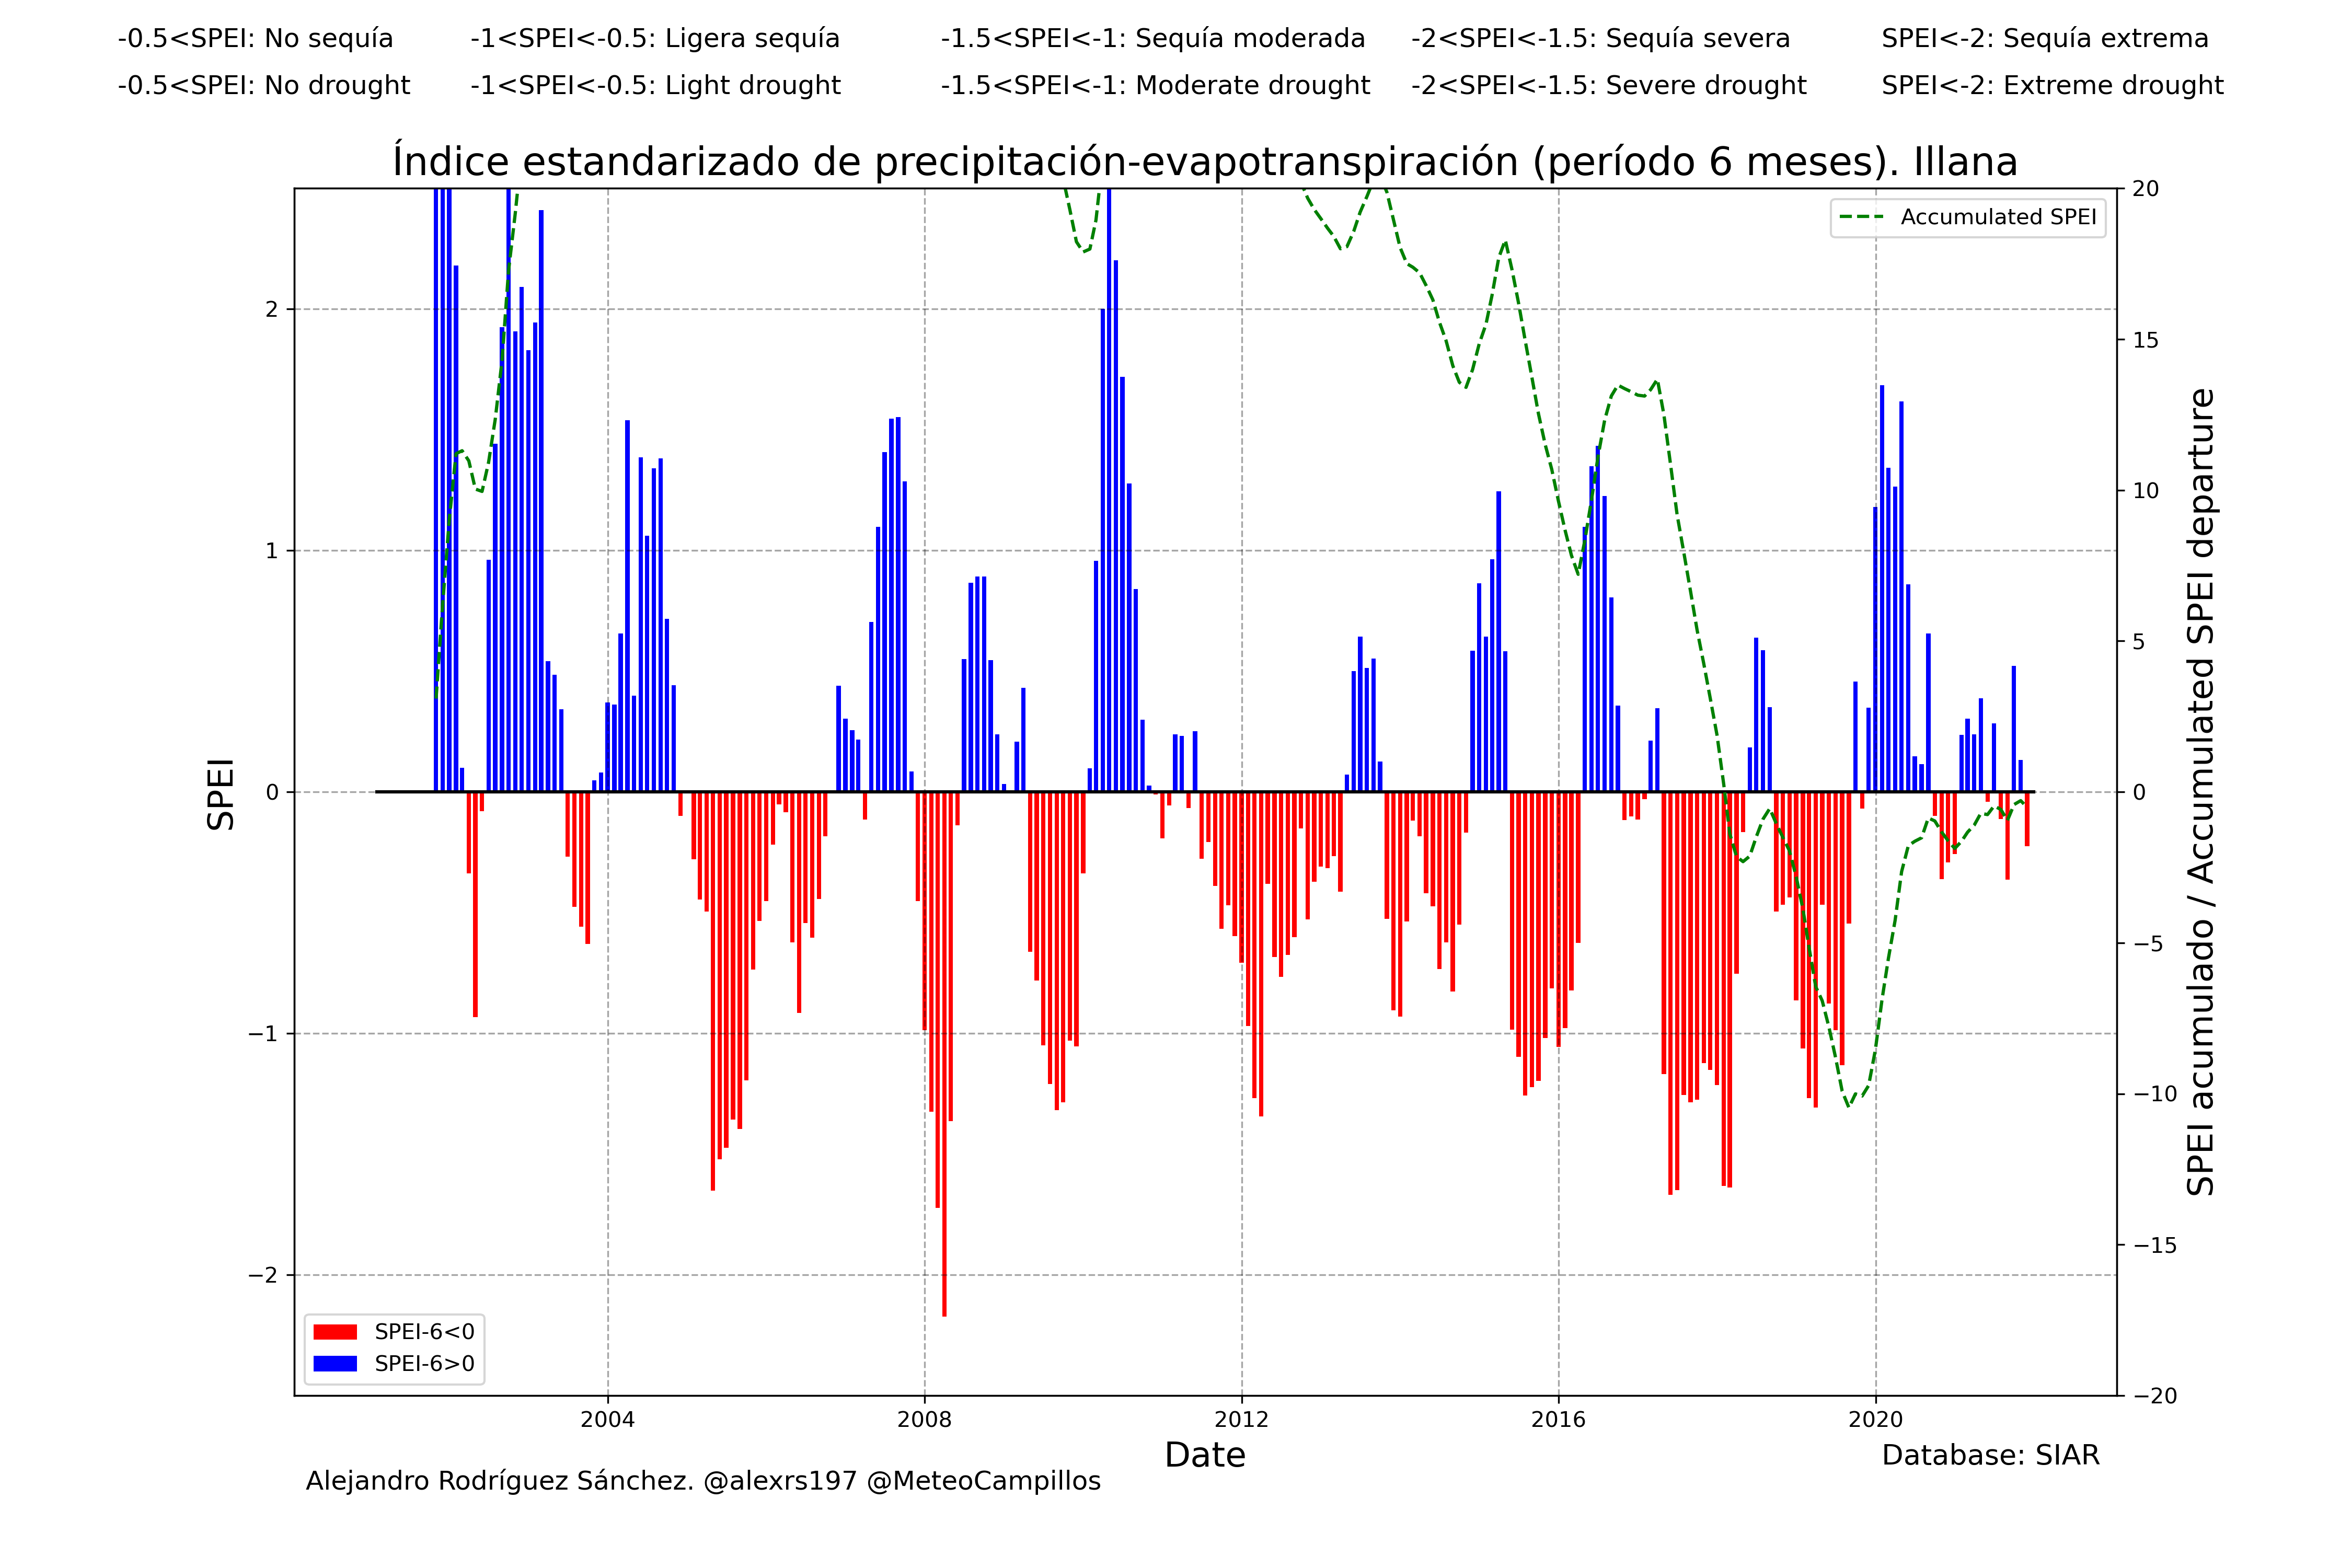 -0.5<SPEI: No sequía -1<SPEI<-0.5: Ligera sequía -1.5<SPEI<-1: Sequía moderada -2<SPEI<-1.5: Sequía severa SPEI<-2: Sequía extrema
-0.5<SPEI: No drought -1<SPEI<-0.5: Light drought -1.5<SPEI<-1: Moderate drought -2<SPEI<-1.5: Severe drought SPEI<-2: Extreme drought
Índice estandarizado de precipitación-evapotranspiración (período 6 meses). Illana
SPEI
2
1
0
−1
−2
Accumulated SPEI
20
15
10
5
0
−5
−10
−15
−20
SPEI acumulado / Accumulated SPEI departure
SPEI-6<0
SPEI-6>0
2004 2008 2012 2016 2020
Date
Database: SIAR
Alejandro Rodríguez Sánchez. @alexrs197 @MeteoCampillos